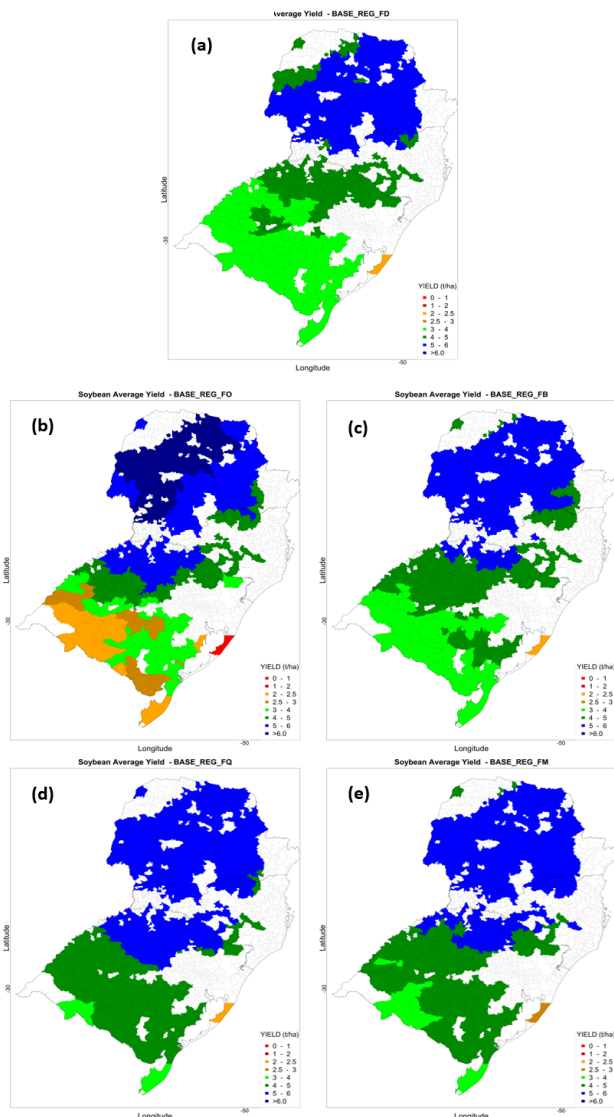 Average Yield - BASE_REG_FD
(a)
Latitude
-30
YIELD (t/ha)
0 - 1
1 - 2
2 - 2.5
2.5 - 3
3 - 4
4 - 5
5 - 6
>6.0
-50
Longitude
Soybean Average Yield - BASE_REG_FO
(b)
Latitude
-30
YIELD (t/ha)
0 - 1
1 - 2
2 - 2.5
2.5 - 3
3 - 4
4 - 5
5 - 6
>6.0
-50
Longitude
Soybean Average Yield - BASE_REG_FB
(c)
Latitude
-30
YIELD (t/ha)
0 - 1
1 - 2
2 - 2.5
2.5 - 3
3 - 4
4 - 5
5 - 6
>6.0
-50
Longitude
Soybean Average Yield - BASE_REG_FQ
(d)
Latitude
-30
YIELD (t/ha)
0 - 1
1 - 2
2 - 2.5
2.5 - 3
3 - 4
4 - 5
5 - 6
>6.0
-50
Longitude
Soybean Average Yield - BASE_REG_FM
(e)
Latitude
-30
YIELD (t/ha)
0 - 1
1 - 2
2 - 2.5
2.5 - 3
3 - 4
4 - 5
5 - 6
>6.0
-50
Longitude